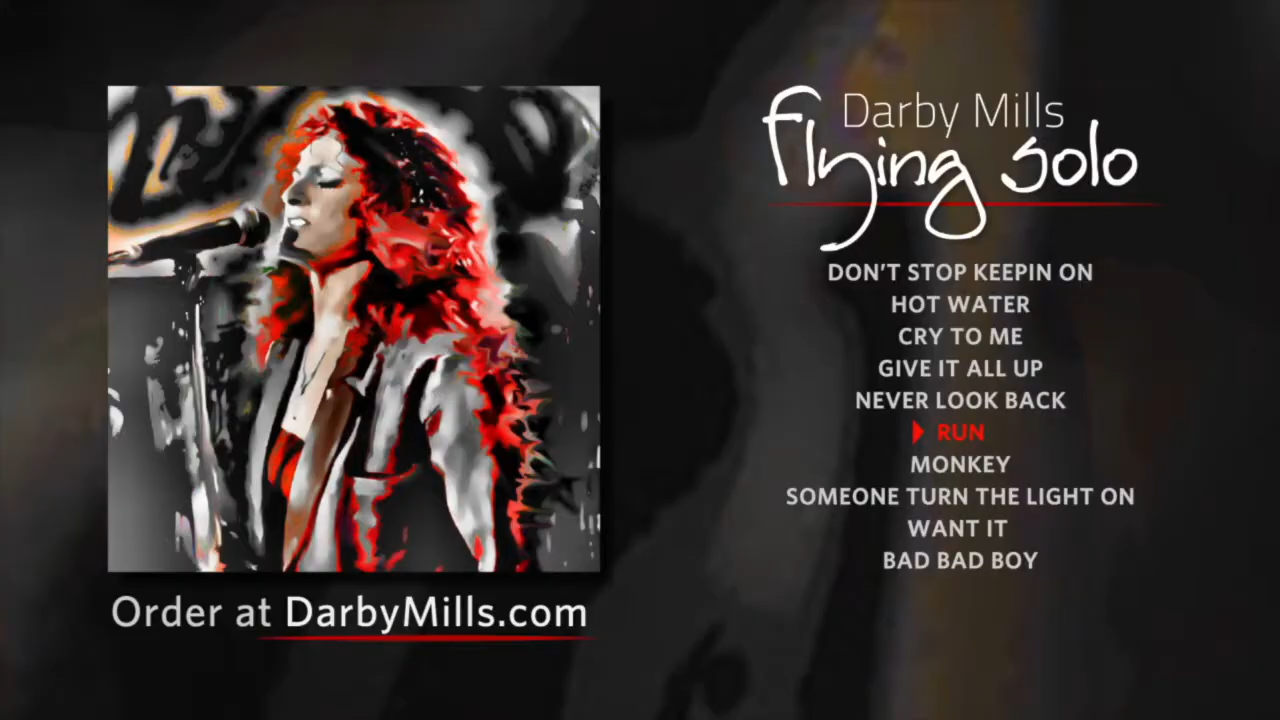 Darby Mills
flying solo
DON'T STOP KEEPIN ON
HOT WATER
CRY TO ME
GIVE IT ALL UP
NEVER LOOK BACK
RUN
MONKEY
SOMEONE TURN THE LIGHT ON
WANT IT
BAD BAD BOY
Order at DarbyMills.com